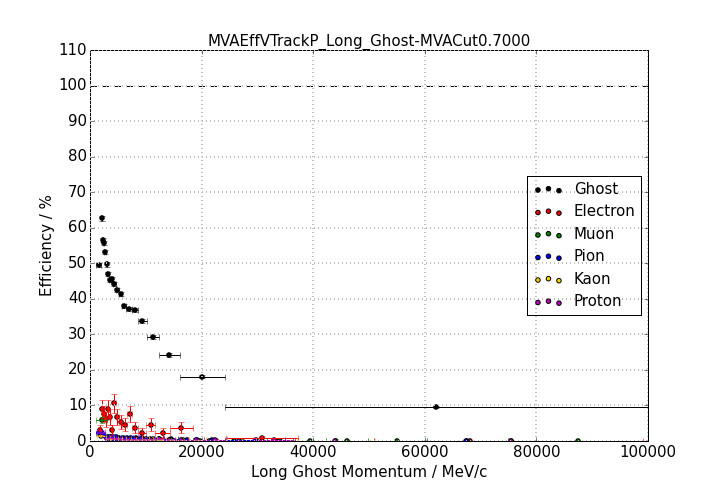 MVAEffVTrackP_Long_Ghost-MVACut0.7000
110
100
90
80
70
60
50
40
30
20
10
0
Efficiency / %
Ghost
Electron
Muon
Pion
Kaon
Proton
0 20000 40000 60000 80000 100000
Long Ghost Momentum / MeV/c